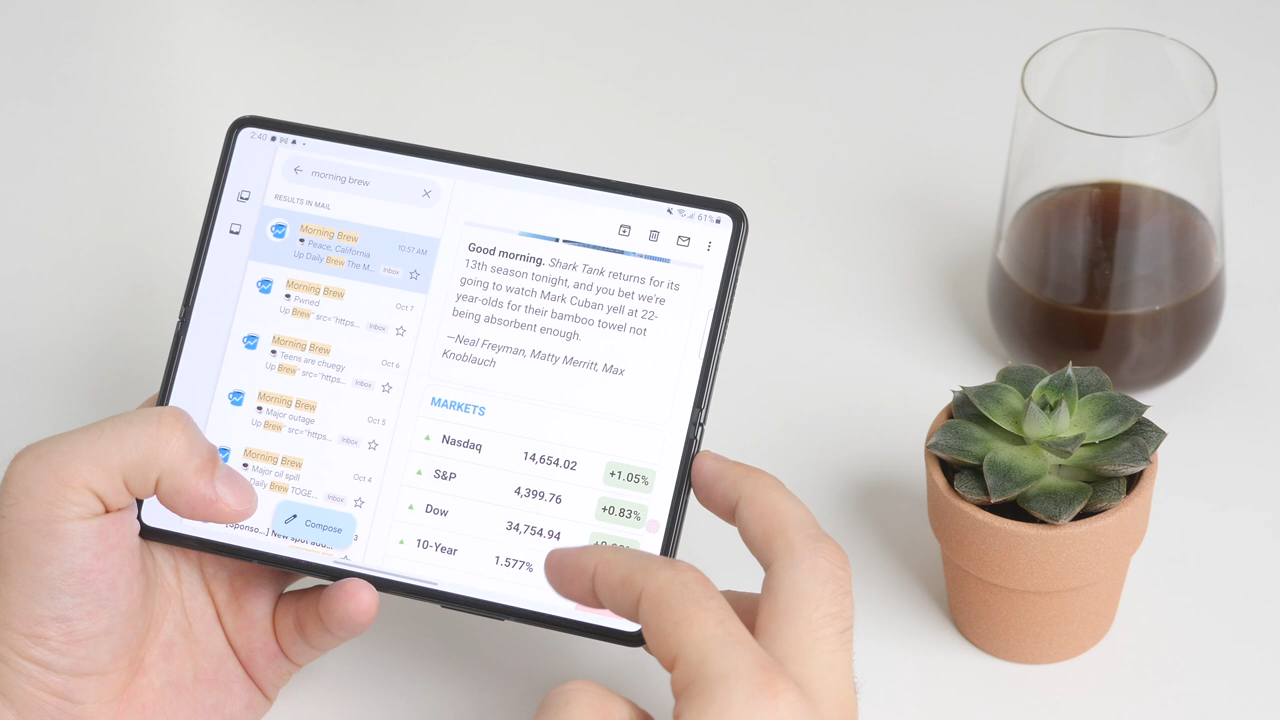 2:40
61%
morning brew
RESULTS IN MAIL
Morning Brew
10:57 AM
Peace, California
Up Daily Brew The M...
Inbox
Morning Brew
Oct 7
Pwned
Up Brew" src="https...
Inbox
Morning Brew
Oct 6
Teens are chuegy
Up Brew" src="https...
Inbox
Morning Brew
Oct 5
Major outage
Up Brew" src="https...
Inbox
Morning Brew
Oct 4
Major oil spill
Daily Brew TOGE...
Inbox
Compose
Good morning. Shark Tank returns for its
13th season tonight, and you bet we're
going to watch Mark Cuban yell at 22-
year-olds for their bamboo towel not
being absorbent enough.
—Neal Freyman, Matty Merritt, Max
Knoblauch
MARKETS
Nasdaq 14,654.02 +1.05%
S&P 4,399.76 +0.83%
Dow 34,754.94
10-Year 1.577%